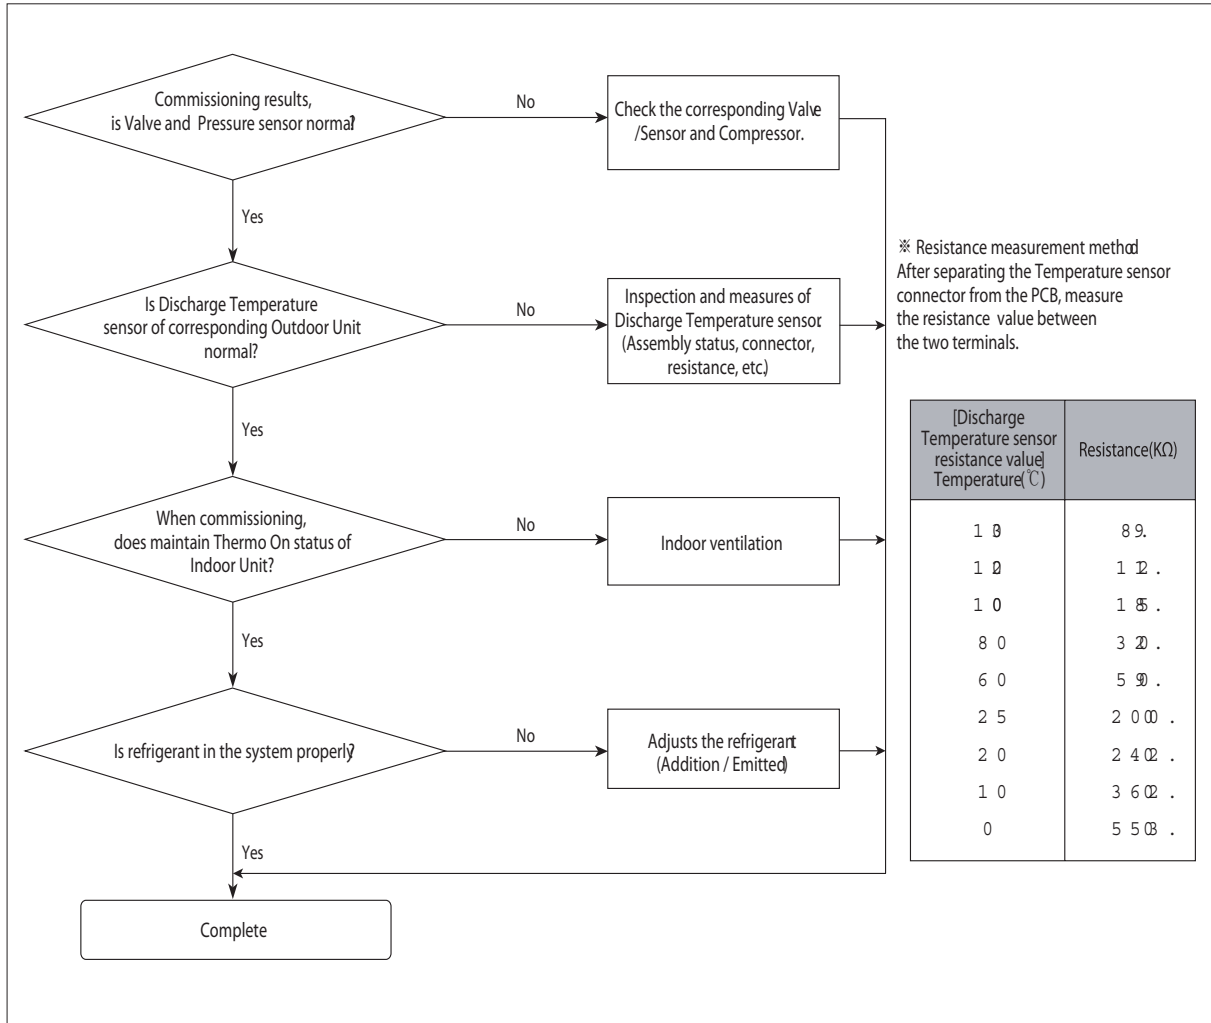 Commissioning results,
is Valve and Pressure sensor normal?
No
Check the corresponding Valve
/Sensor and Compressor.
Yes
Is Discharge Temperature
sensor of corresponding Outdoor Unit
normal?
No
Inspection and measures of
Discharge Temperature sensor.
(Assembly status, connector,
resistance, etc.)
Yes
When commissioning,
does maintain Thermo On status of
Indoor Unit?
No
Indoor ventilation
Yes
Is refrigerant in the system properly?
No
Adjusts the refrigerant
(Addition / Emitted)
Yes
Complete
※ Resistance measurement method
After separating the Temperature sensor
connector from the PCB, measure
the resistance value between
the two terminals.
[Discharge
Temperature sensor
resistance value]
Temperature(℃)
Resistance(KΩ)
80
60
25
20
10
0